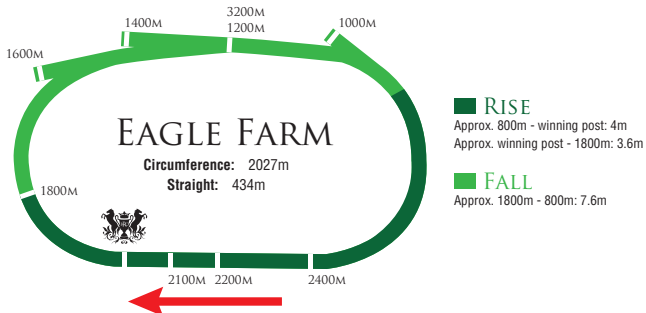 3200M
1400M
1200M
1000M
1600M
EAGLE FARM
Circumference: 2027m
Straight: 434m
1800M
2100M 2200M
2400M
RISE
Approx. 800m - winning post: 4m
Approx. winning post - 1800m: 3.6m
FALL
Approx. 1800m - 800m: 7.6m